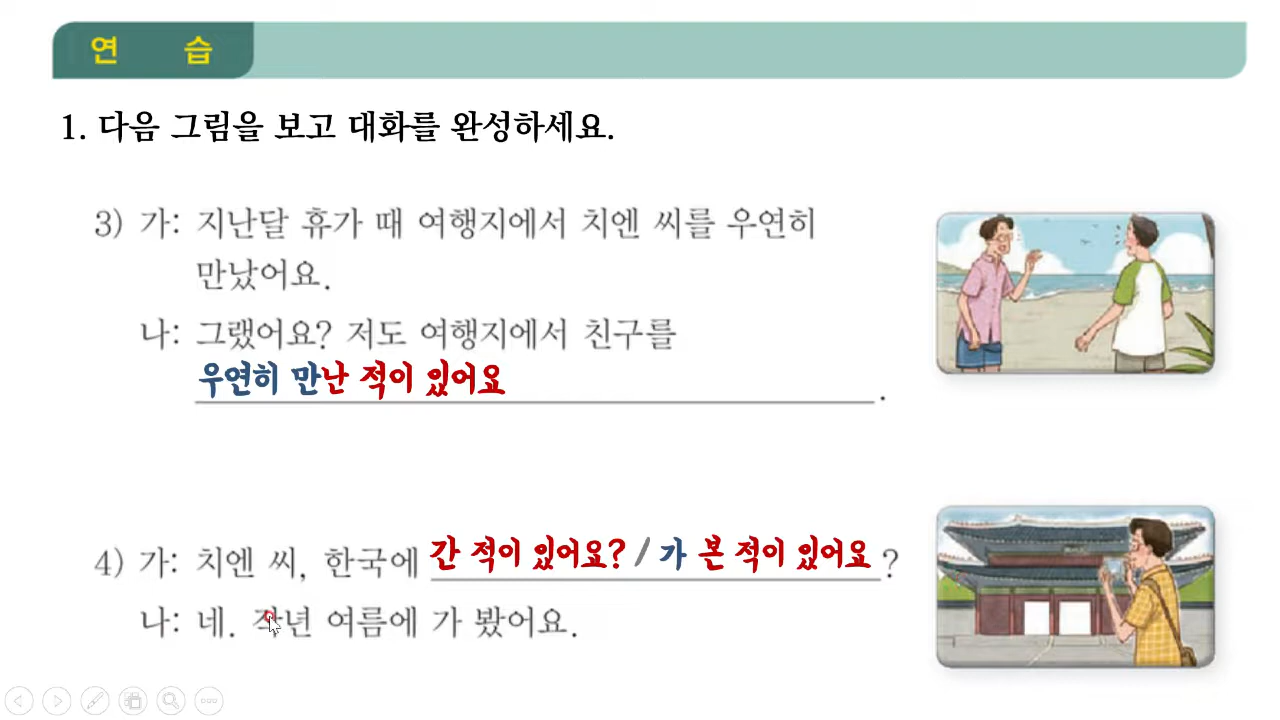 연 습
1. 다음 그림을 보고 대화를 완성하세요.
3) 가: 지난달 휴가 때 여행지에서 치엔 씨를 우연히
만났어요.
나: 그랬어요? 저도 여행지에서 친구를
우연히 만난 적이 있어요.
4) 가: 치엔 씨, 한국에 간 적이 있어요? / 가 본 적이 있어요?
나: 네. 작년 여름에 가 봤어요.